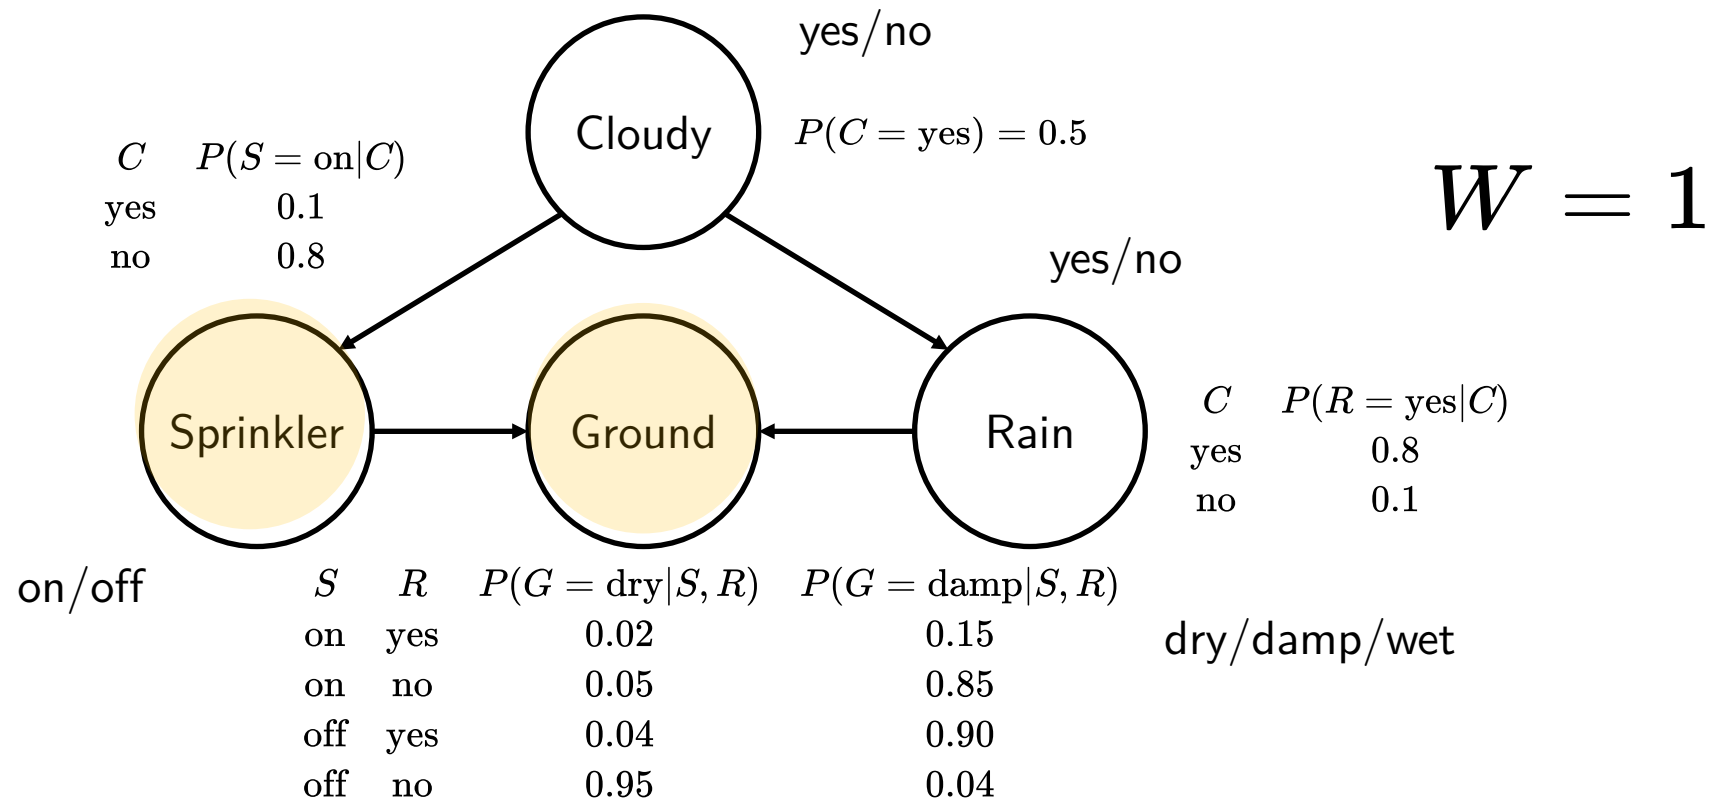 yes/no
Cloudy
P(C = yes) = 0.5
W = 1
C P(S = on|C)
yes 0.1
no 0.8
yes/no
Sprinkler
Ground
Rain
C P(R = yes|C)
yes 0.8
no 0.1
on/off
S R P(G = dry|S, R) P(G = damp|S, R)
on yes 0.02 0.15
on no 0.05 0.85
off yes 0.04 0.90
off no 0.95 0.04
dry/damp/wet